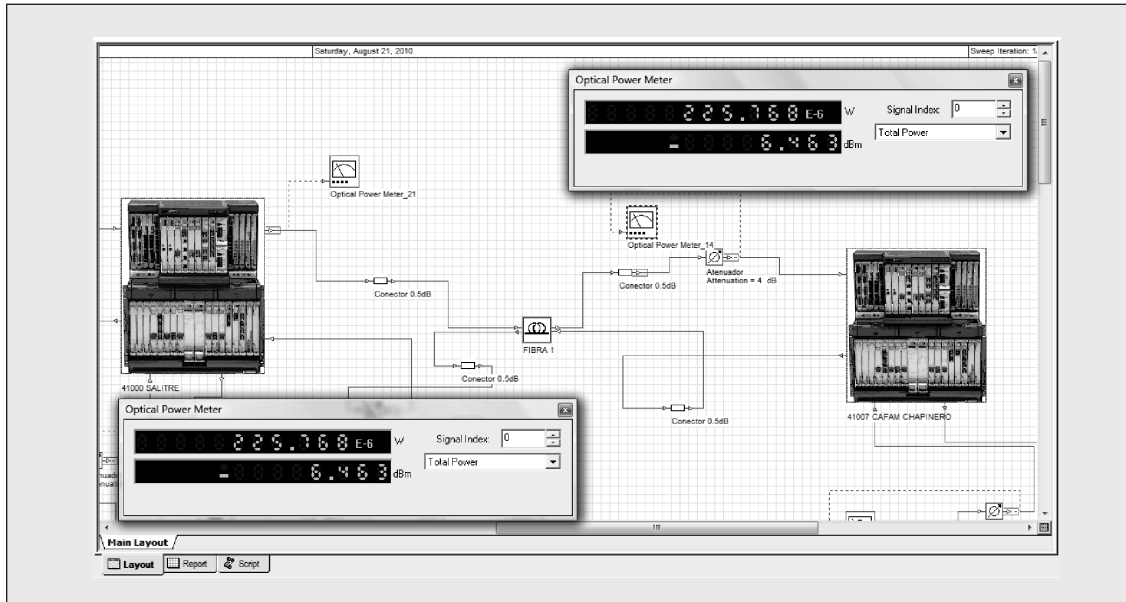 Saturday, August 21, 2010
Sweep Iteration: 1
Optical Power Meter
225.768 E-6 W
Signal Index: 0
- 6.463 dBm
Total Power
Optical Power Meter_21
Optical Power Meter_14
Atenuador
Attenuation = 4 dB
Conector 0.5dB
Conector 0.5dB
FIBRA 1
Conector 0.5dB
Conector 0.5dB
41000 SALITRE
41007 CAFAM CHAPINERO
Optical Power Meter
225.768 E-6 W
Signal Index: 0
- 6.463 dBm
Total Power
Main Layout
Layout
Report
Script